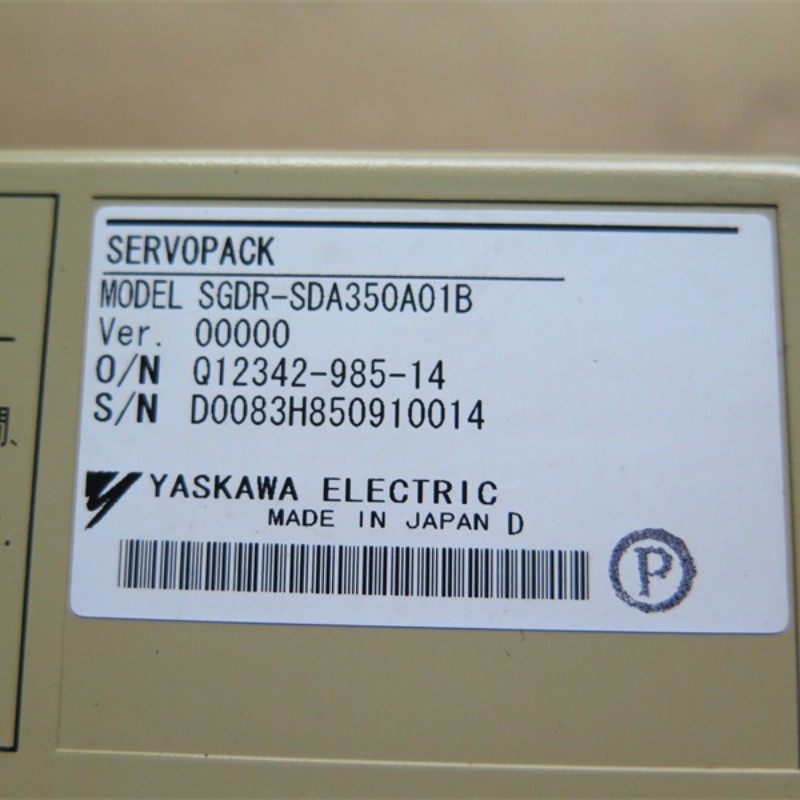 SERVOPACK
MODEL SGDR-SDA350A01B
Ver. 00000
O/N Q12342-985-14
S/N D0083H850910014
YASKAWA ELECTRIC
MADE IN JAPAN D
P